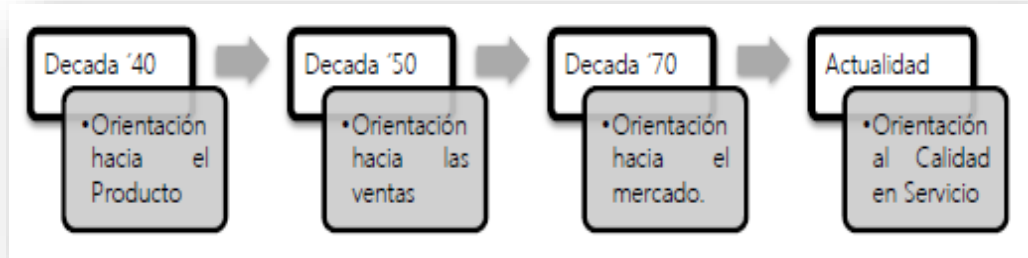 Decada ´40
•Orientación
hacia el
Producto
Decada ´50
•Orientación
hacia las
ventas
Decada ´70
•Orientación
hacia el
mercado.
Actualidad
•Orientación
al Calidad
en Servicio